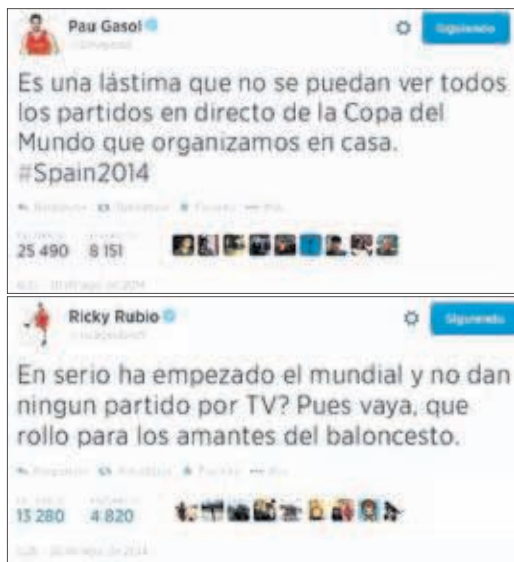 Pau Gasol
Siguiendo
Es una lástima que no se puedan ver todos
los partidos en directo de la Copa del
Mundo que organizamos en casa.
#Spain2014
25 490 8 151
Ricky Rubio
Siguiendo
En serio ha empezado el mundial y no dan
ningun partido por TV? Pues vaya, que
rollo para los amantes del baloncesto.
13 280 4 820